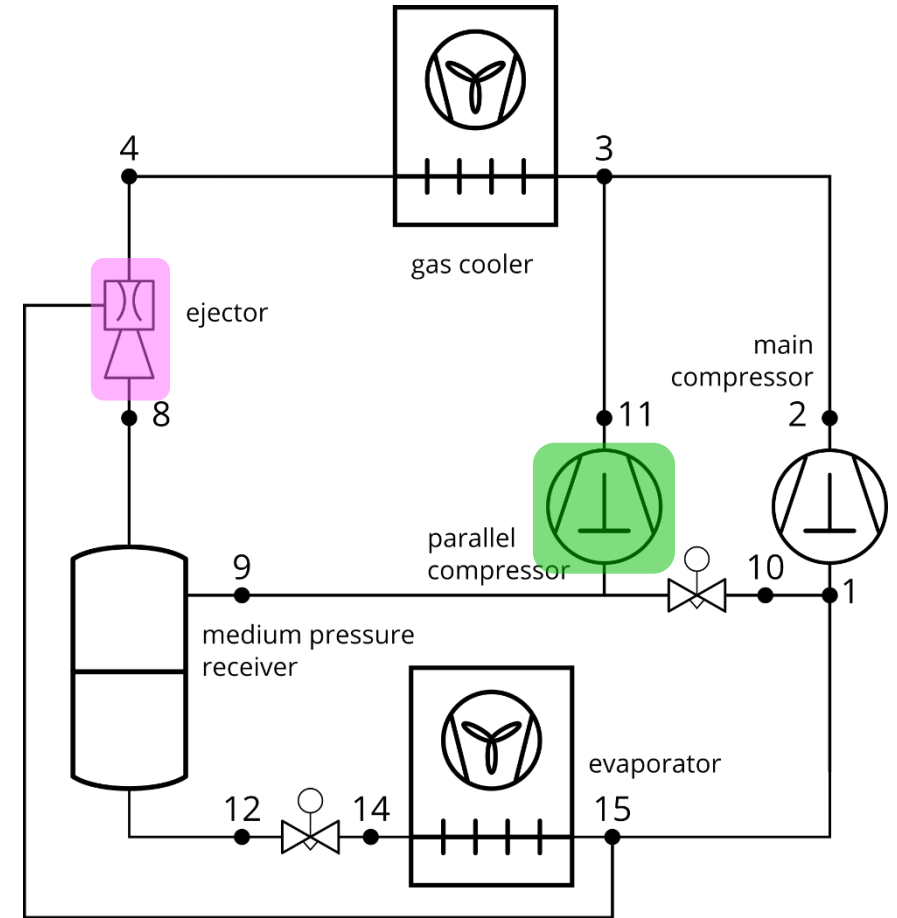 4
3
gas cooler
ejector
main
compressor
8
11
2
parallel
compressor
9
10
1
medium pressure
receiver
evaporator
12
14
15